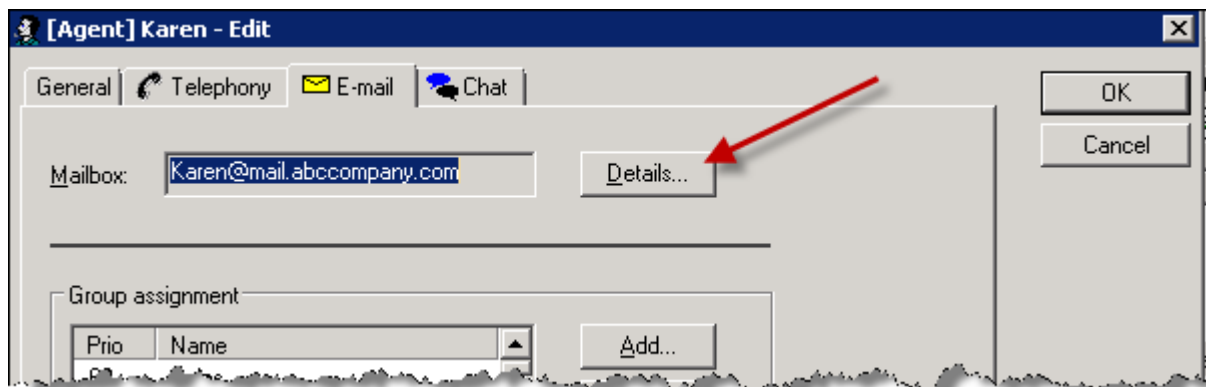 [Agent] Karen - Edit
General Telephony E-mail Chat
OK
Cancel
Mailbox: Karen@mail.abccompany.com Details...
Group assignment
Prio Name
Add...